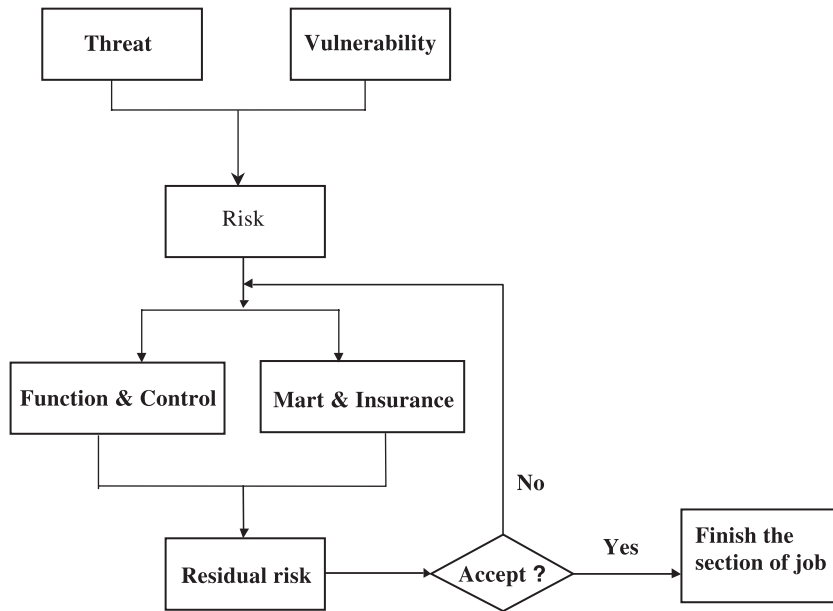 Threat
Vulnerability
Risk
Function & Control
Mart & Insurance
No
Residual risk
Accept ?
Yes
Finish the
section of job